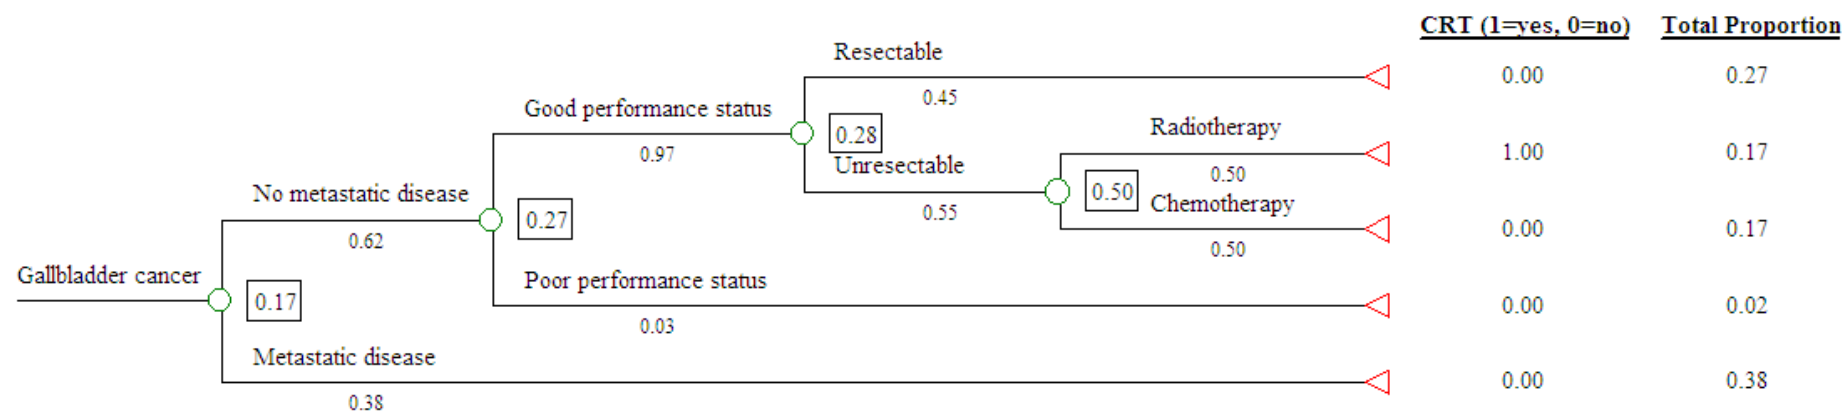 CRT (1=yes, 0=no) Total Proportion
Resectable
0.45
0.00 0.27
Good performance status
0.97
0.28
Radiotherapy
0.50
1.00 0.17
Unresectable
0.55
0.50
Chemotherapy
0.50
0.00 0.17
No metastatic disease
0.62
0.27
Poor performance status
0.03
0.00 0.02
Gallbladder cancer
0.17
Metastatic disease
0.38
0.00 0.38